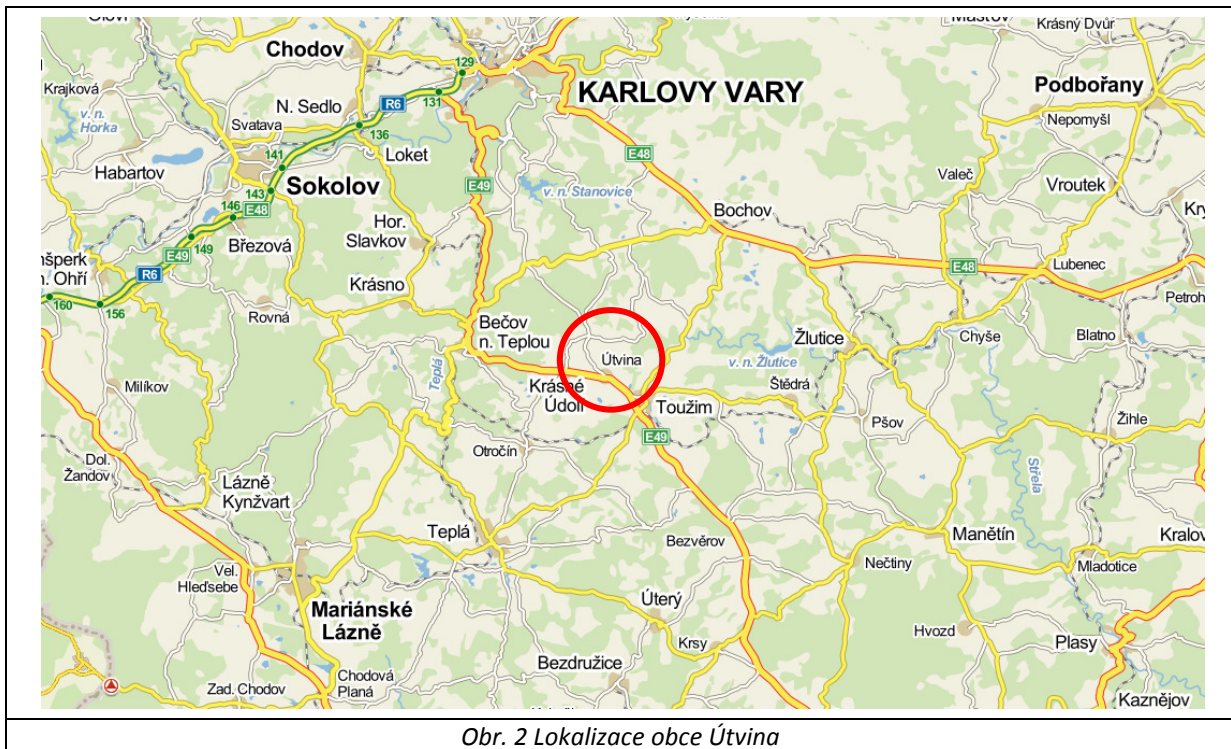 Krásný Dvůr
Chodov
129
KARLOVY VARY
Podbořany
Krajková
131
N. Sedlo
R6
v. n.
Horka
Svatava
136
Nepomyšl
141
Loket
E48
Habartov
Valeč
Vroutek
143
Sokolov
E49
v. n. Stanovice
146
E48
Bochov
Hor.
Slavkov
Březová
149
E49
R6
n. Ohří
E48
Lubenec
Krásno
160
156
Rovná
Petroh
Bečov
n. Teplou
Žlutice
Chyše
Blatno
Útvina
v. n. Žlutice
Teplá
Milíkov
Krásné
Údolí
Štědrá
Toužim
Pšov
Žihle
E49
Otročín
Dol.
Žandov
Střela
Lázně
Kynžvart
Teplá
Manětín
Kralov
Bezvěrov
Nečtiny
Mladotice
Vel.
Hleďsebe
Mariánské
Lázně
Úterý
Hvozd
Krsy
Plasy
Bezdružice
Chodová
Planá
Zad. Chodov
Kaznějov
Obr. 2 Lokalizace obce Útvina